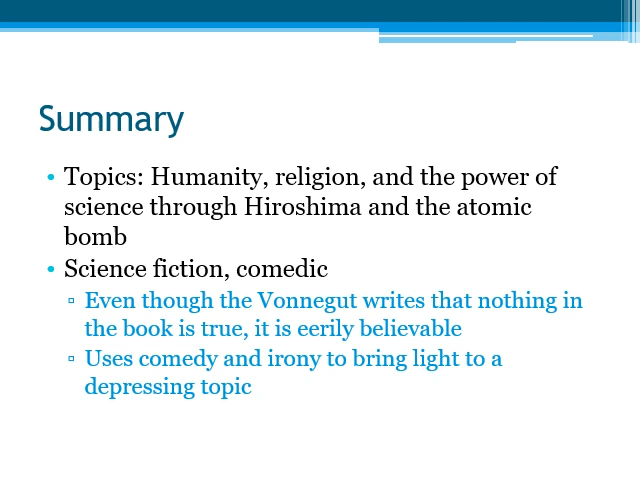 Summary
• Topics: Humanity, religion, and the power of
science through Hiroshima and the atomic
bomb
• Science fiction, comedic
▫ Even though the Vonnegut writes that nothing in
the book is true, it is eerily believable
▫ Uses comedy and irony to bring light to a
depressing topic